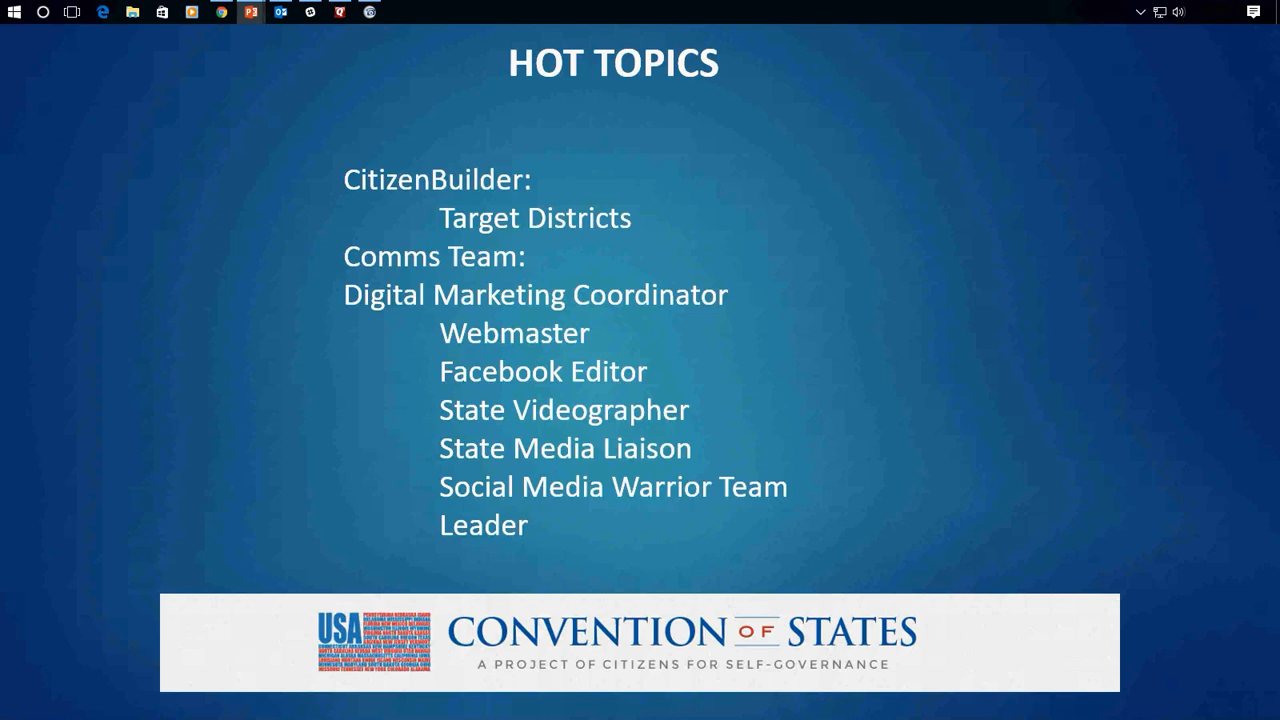 HOT TOPICS
CitizenBuilder:
Target Districts
Comms Team:
Digital Marketing Coordinator
Webmaster
Facebook Editor
State Videographer
State Media Liaison
Social Media Warrior Team
Leader
USA
CONVENTION OF STATES
A PROJECT OF CITIZENS FOR SELF-GOVERNANCE